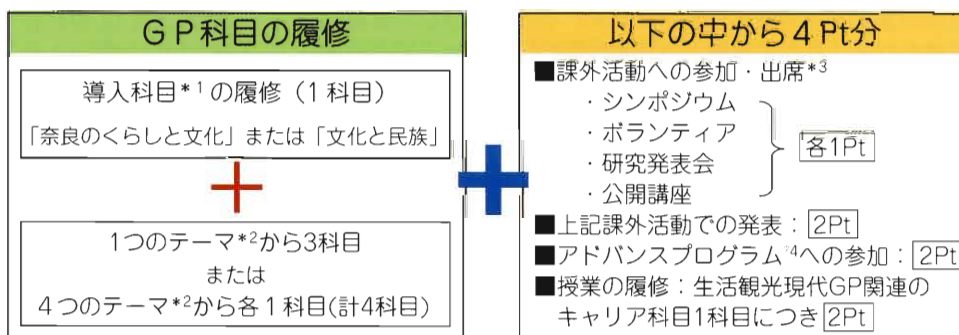 GP科目の履修
導入科目*1の履修（1科目）
「奈良のくらしと文化」または「文化と民族」
+
1つのテーマ*2から3科目
または
4つのテーマ*2から各1科目(計4科目)
+
以下の中から4Pt分
■課外活動への参加・出席*3
・シンポジウム
・ボランティア
・研究発表会
・公開講座
各1Pt
■上記課外活動での発表：2Pt
■アドバンスプログラム*4への参加：2Pt
■授業の履修：生活観光現代GP関連の
キャリア科目1科目につき2Pt